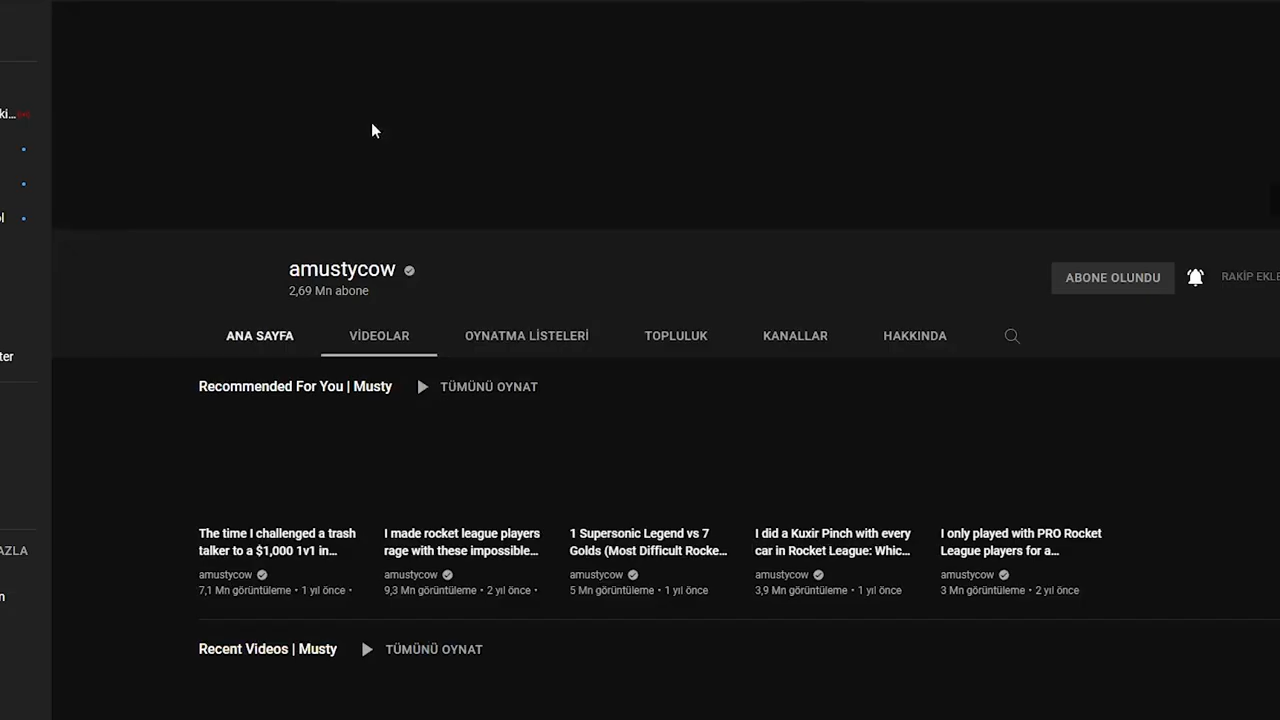 ki...
l
amustycow
2,69 Mn abone
ABONE OLUNDU
RAKİP EKLE
ANA SAYFA
VİDEOLAR
OYNATMA LİSTELERİ
TOPLULUK
KANALLAR
HAKKINDA
ter
Recommended For You | Musty
TÜMÜNÜ OYNAT
The time I challenged a trash
talker to a $1,000 1v1 in...
amustycow
7,1 Mn görüntüleme • 1 yıl önce •
I made rocket league players
rage with these impossible...
amustycow
9,3 Mn görüntüleme • 2 yıl önce •
1 Supersonic Legend vs 7
Golds (Most Difficult Rocke...
amustycow
5 Mn görüntüleme • 1 yıl önce
I did a Kuxir Pinch with every
car in Rocket League: Whic...
amustycow
3,9 Mn görüntüleme • 1 yıl önce
I only played with PRO Rocket
League players for a...
amustycow
3 Mn görüntüleme • 2 yıl önce
AZLA
n
Recent Videos | Musty
TÜMÜNÜ OYNAT